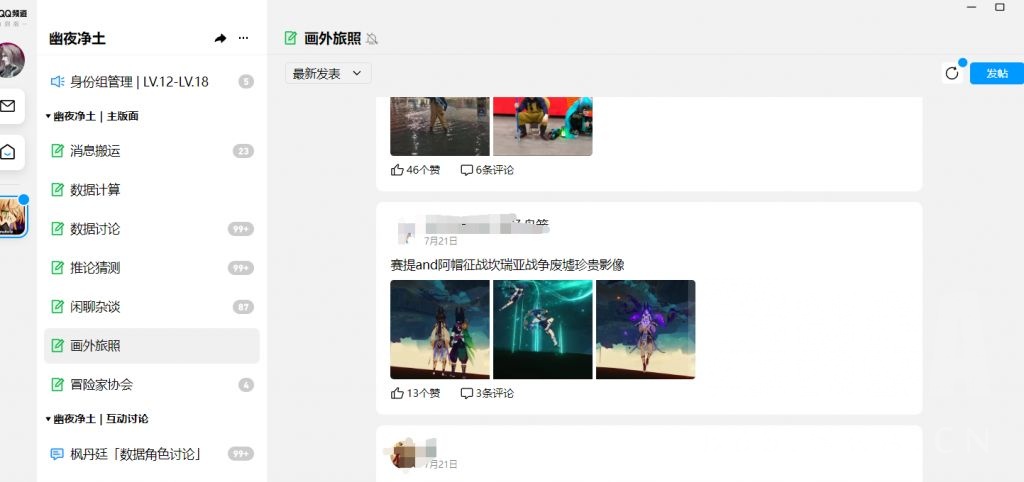 QQ频道
幽夜净土
身份组管理 | LV.12-LV.18
5
幽夜净土 | 主版面
消息搬运
23
数据计算
数据讨论
99+
推论猜测
99+
闲聊杂谈
87
画外旅照
冒险家协会
4
幽夜净土 | 互动讨论
枫丹廷「数据角色讨论」
99+
画外旅照
最新发表
发帖
46个赞
6条评论
7月21日
赛提and阿帽征战坎瑞亚战争废墟珍贵影像
13个赞
3条评论
7月21日
CN